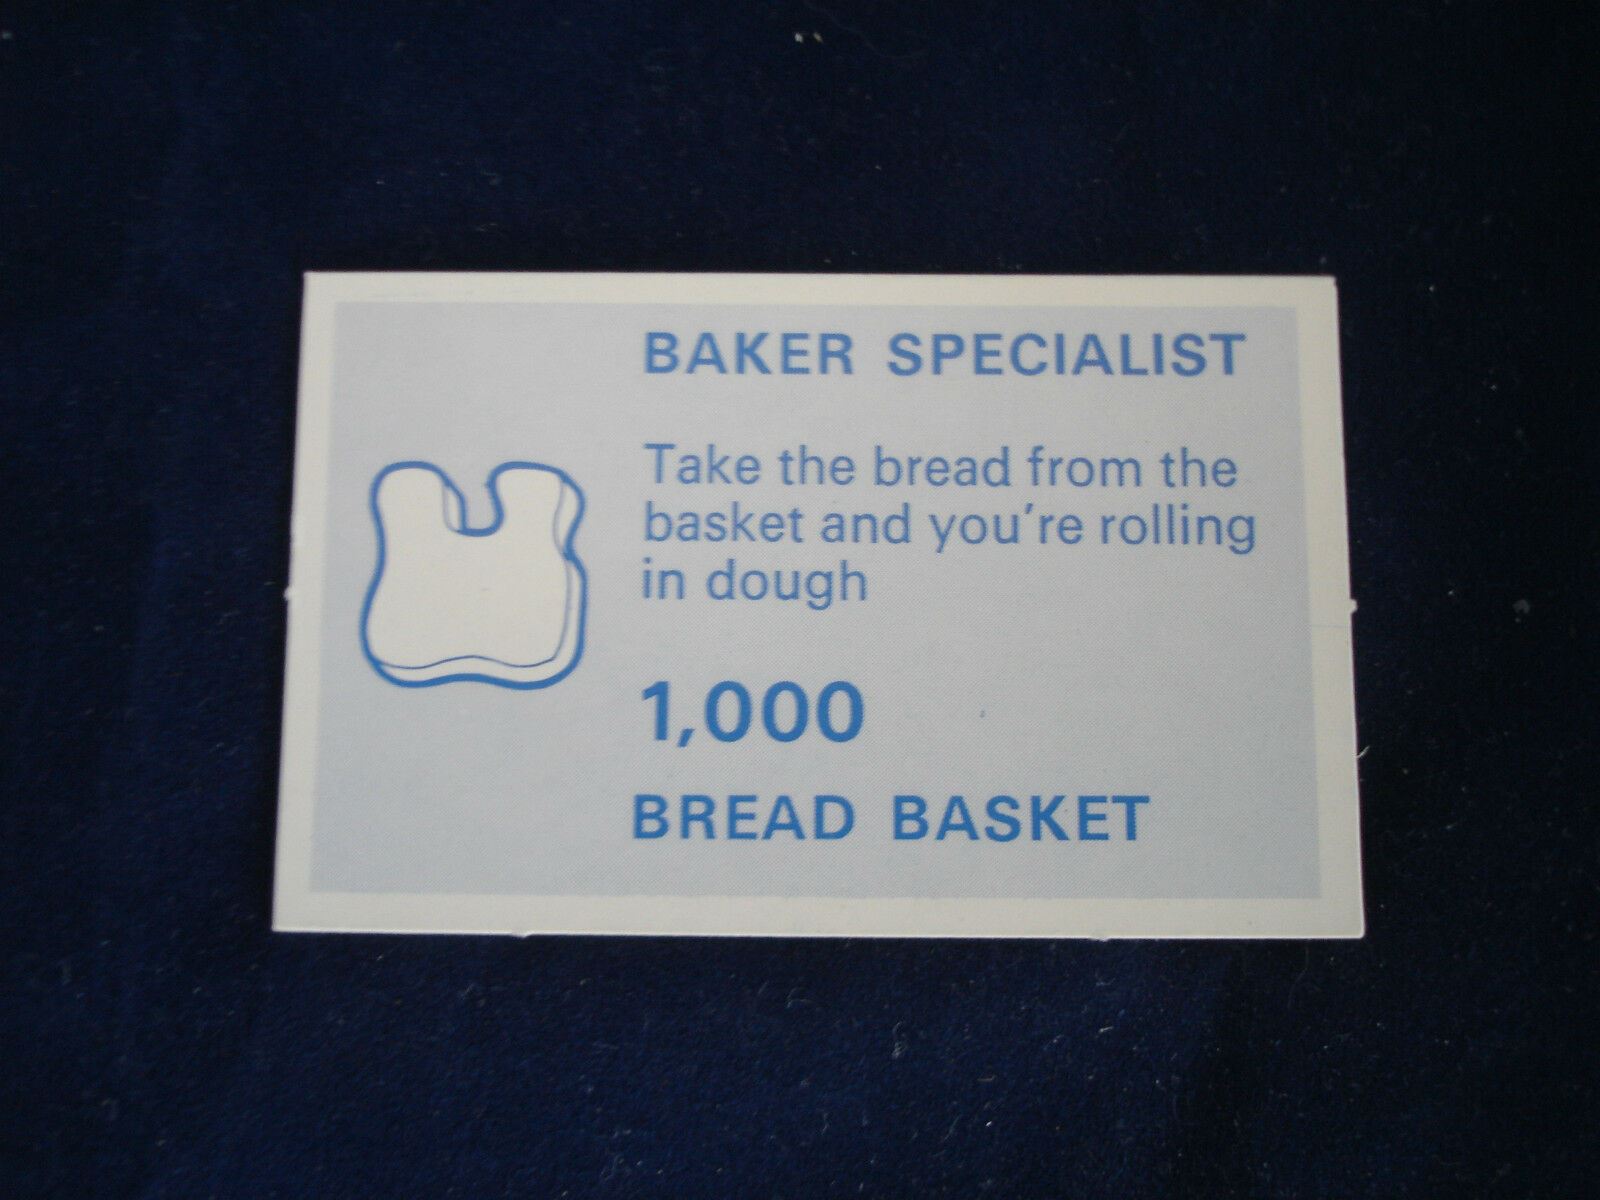 BAKER SPECIALIST
Take the bread from the
basket and you're rolling
in dough
1,000
BREAD BASKET